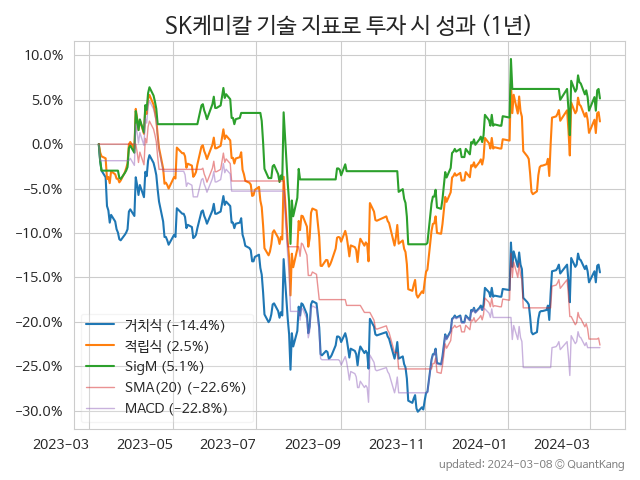 SK케미칼 기술 지표로 투자 시 성과 (1년)
10.0%
5.0%
0.0%
−5.0%
−10.0%
−15.0%
−20.0%
−25.0%
−30.0%
거치식 (−14.4%)
적립식 (2.5%)
SigM (5.1%)
SMA(20) (−22.6%)
MACD (−22.8%)
2023-03 2023-05 2023-07 2023-09 2023-11 2024-01 2024-03
updated: 2024-03-08 ⓒ QuantKang